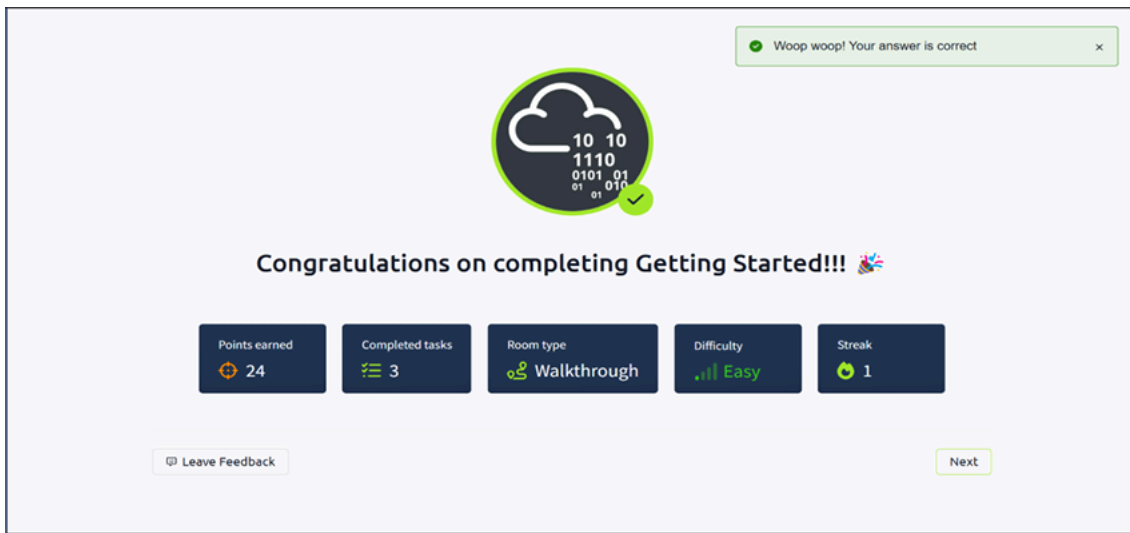 Woop woop! Your answer is correct
10 10
1110
0101 01
01 010
01
Congratulations on completing Getting Started!!! 🎉
Points earned
24
Completed tasks
3
Room type
Walkthrough
Difficulty
Easy
Streak
1
Leave Feedback
Next